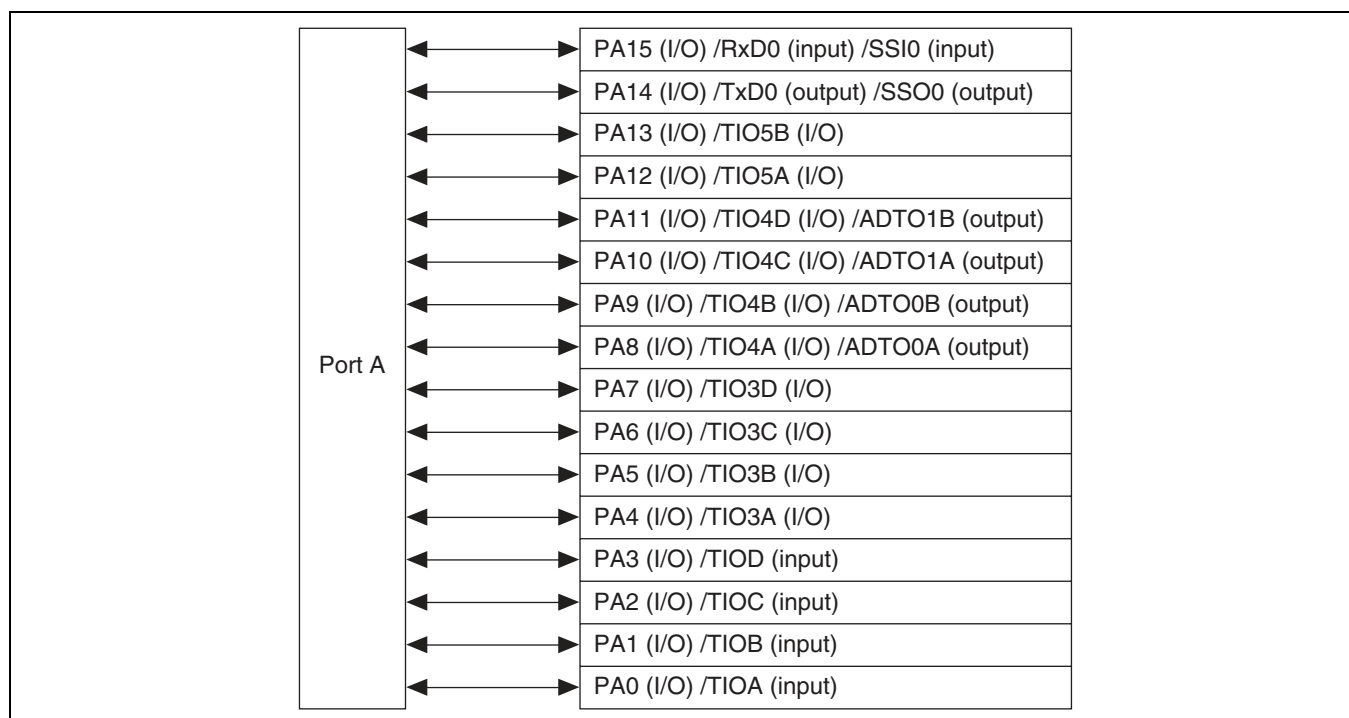 PA15 (I/O) /RxD0 (input) /SSI0 (input)
PA14 (I/O) /TxD0 (output) /SSO0 (output)
PA13 (I/O) /TIO5B (I/O)
PA12 (I/O) /TIO5A (I/O)
PA11 (I/O) /TIO4D (I/O) /ADTO1B (output)
PA10 (I/O) /TIO4C (I/O) /ADTO1A (output)
PA9 (I/O) /TIO4B (I/O) /ADTO0B (output)
PA8 (I/O) /TIO4A (I/O) /ADTO0A (output)
Port A
PA7 (I/O) /TIO3D (I/O)
PA6 (I/O) /TIO3C (I/O)
PA5 (I/O) /TIO3B (I/O)
PA4 (I/O) /TIO3A (I/O)
PA3 (I/O) /TIOD (input)
PA2 (I/O) /TIOC (input)
PA1 (I/O) /TIOB (input)
PA0 (I/O) /TIOA (input)